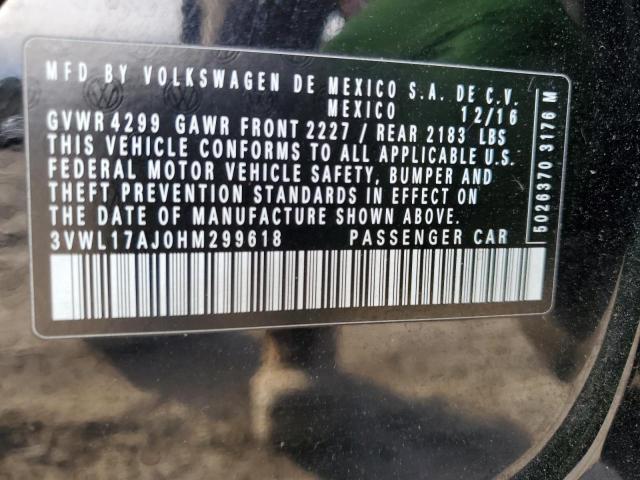 MFD BY VOLKSWAGEN DE MEXICO S.A. DE C.V.
MEXICO 12/16
GVWR 4299 GAWR FRONT 2227 / REAR 2183 LBS
THIS VEHICLE CONFORMS TO ALL APPLICABLE U.S.
FEDERAL MOTOR VEHICLE SAFETY, BUMPER AND
THEFT PREVENTION STANDARDS IN EFFECT ON
THE DATE OF MANUFACTURE SHOWN ABOVE.
3VWL17AJ0HM299618 PASSENGER CAR
5026370 3176 M